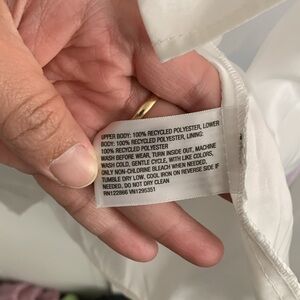 UPPER BODY: 100% RECYCLED POLYESTER, LOWER
BODY: 100% RECYCLED POLYESTER, LINING:
100% RECYCLED POLYESTER
WASH BEFORE WEAR, TURN INSIDE OUT, MACHINE
WASH COLD, GENTLE CYCLE, WITH LIKE COLORS,
ONLY NON-CHLORINE BLEACH WHEN NEEDED,
TUMBLE DRY LOW. COOL IRON ON REVERSE SIDE IF
NEEDED, DO NOT DRY CLEAN
RN122866 VN1295351